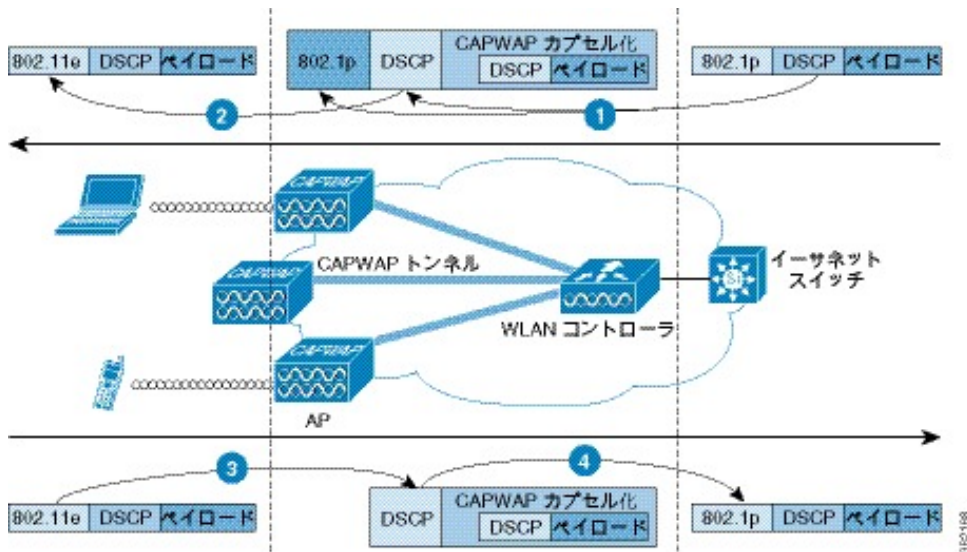 802.11e DSCP ペイロード
802.1p DSCP CAPWAP カプセル化
DSCP ペイロード
802.1p DSCP ペイロード
2
1
CAPWAP
CAPWAP トンネル
CAPWAP
CAPWAP
AP
WLAN コントローラ
Si
イーサネット
スイッチ
3
4
802.11e DSCP ペイロード
DSCP CAPWAP カプセル化
DSCP ペイロード
802.1p DSCP ペイロード